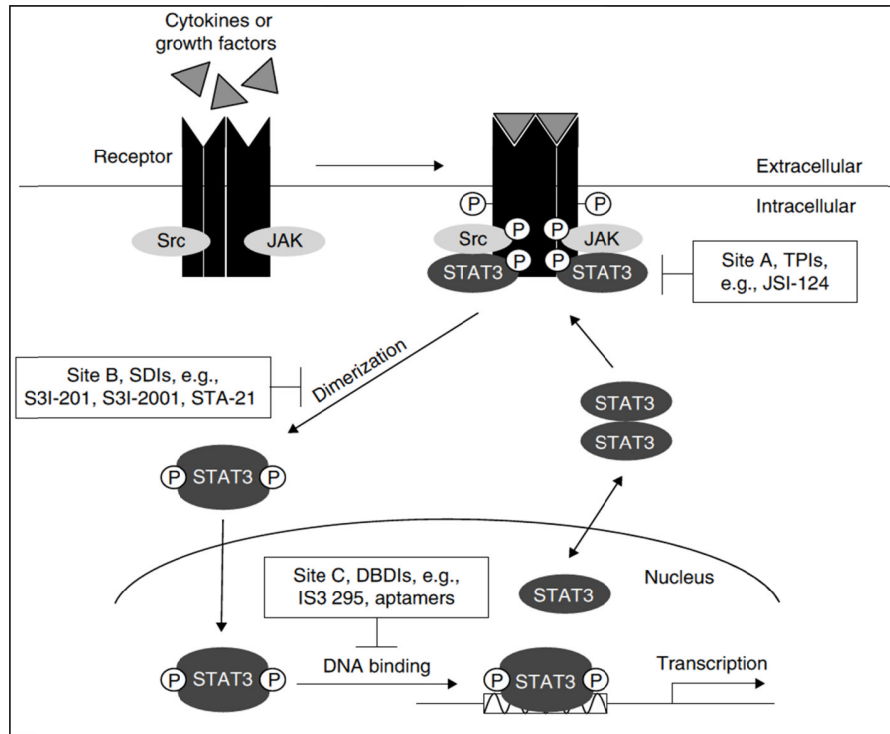 Cytokines or
growth factors
Receptor
Extracellular
Intracellular
P
P
Src
JAK
Src
P
P
JAK
STAT3
P
P
STAT3
Site A, TPIs,
e.g., JSI-124
Site B, SDIs, e.g.,
S3I-201, S3I-2001, STA-21
Dimerization
STAT3
STAT3
P
STAT3
P
Site C, DBDIs, e.g.,
IS3 295, aptamers
Nucleus
STAT3
P
STAT3
P
DNA binding
P
STAT3
P
Transcription